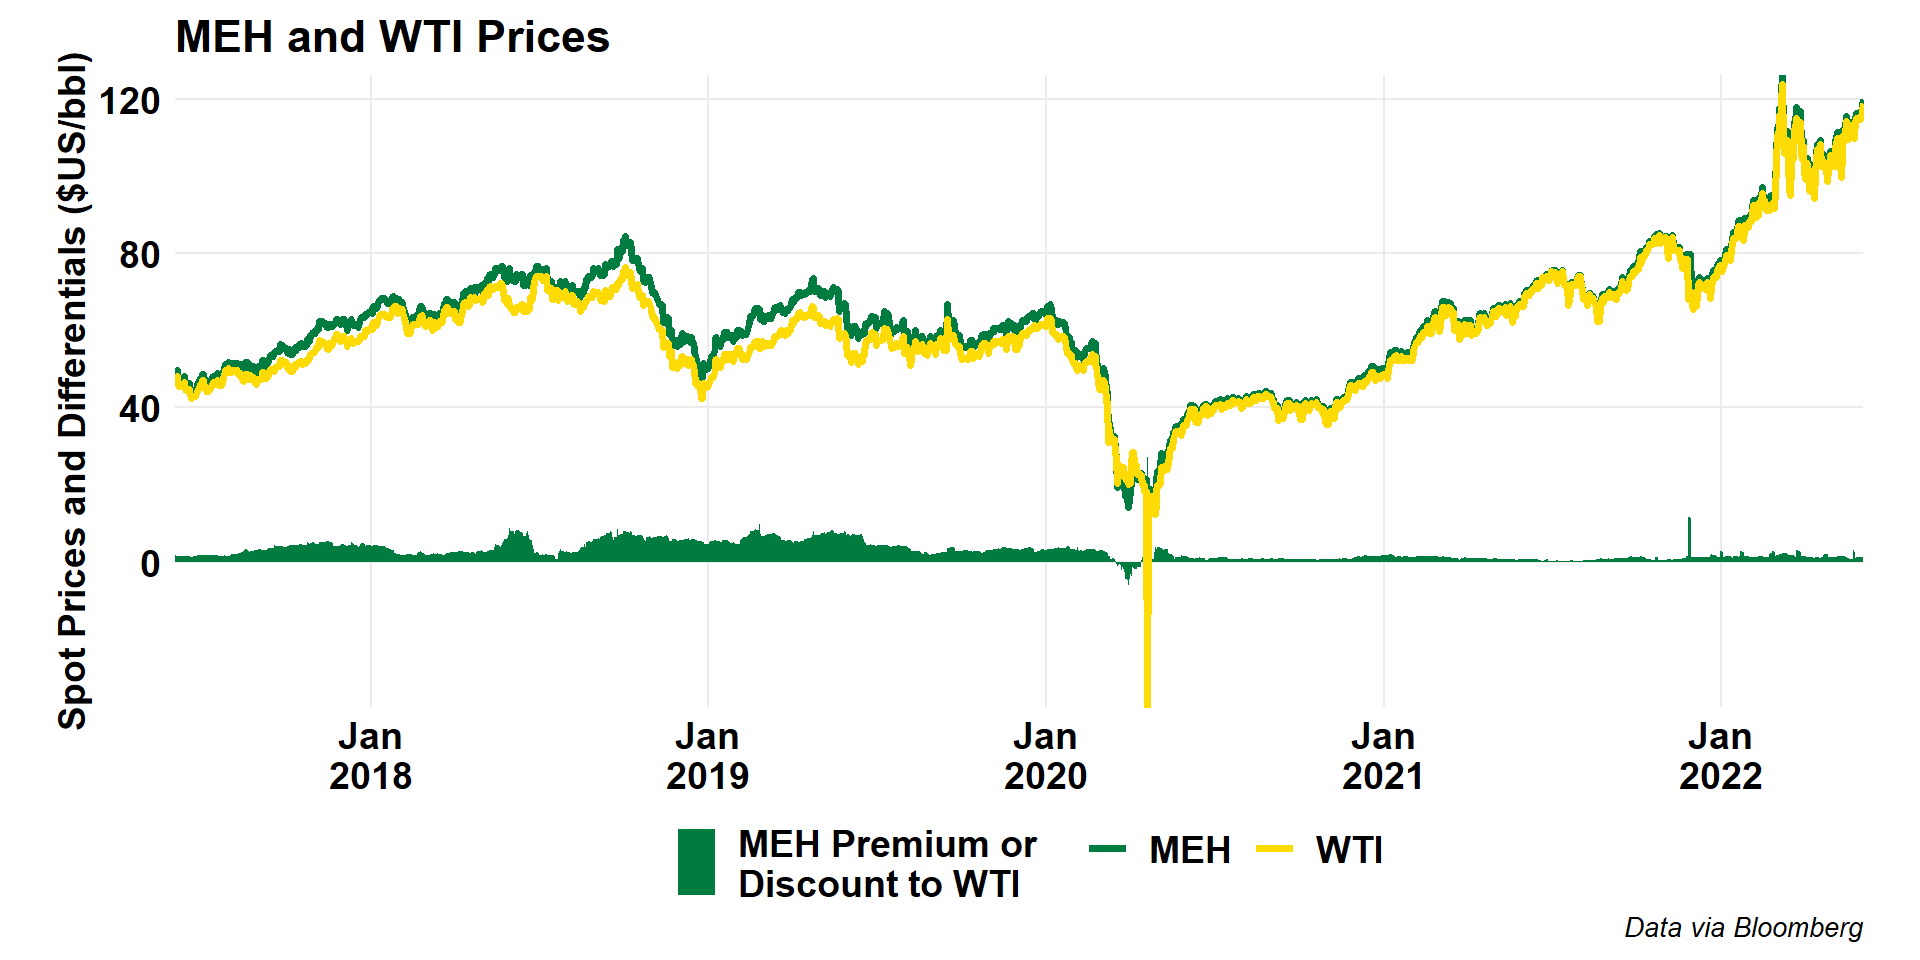 MEH and WTI Prices
Spot Prices and Differentials ($US/bbl)
120
80
40
0
Jan
2018
Jan
2019
Jan
2020
Jan
2021
Jan
2022
MEH Premium or
Discount to WTI
MEH
WTI
Data via Bloomberg